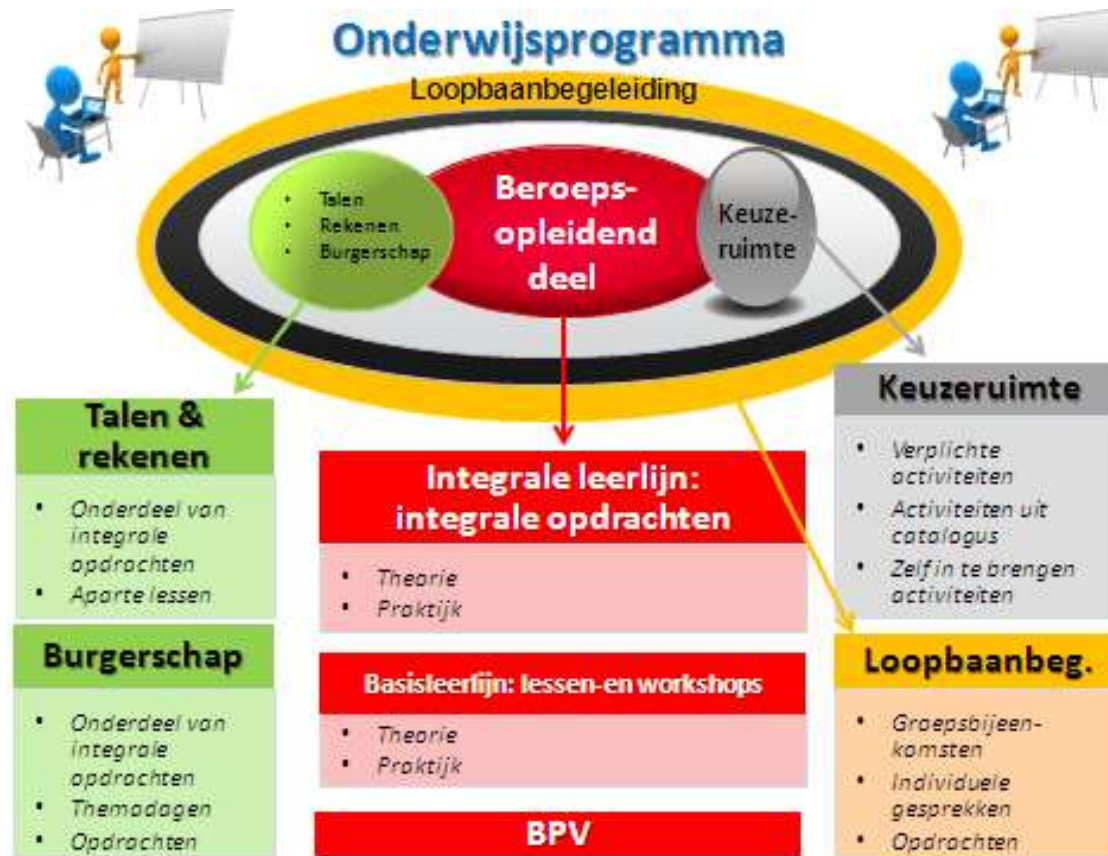 Onderwijsprogramma
Loopbaanbegeleiding
• Talen
• Rekenen
• Burgerschap
Beroeps-
opleidend
deel
Keuze-
ruimte
Talen &
rekenen
• Onderdeel van
integrale
opdrachten
• Aparte lessen
Burgerschap
• Onderdeel van
integrale
opdrachten
• Themadagen
• Opdrachten
Integrale leerlijn:
integrale opdrachten
• Theorie
• Praktijk
Basisleerlijn: lessen-en workshops
• Theorie
• Praktijk
BPV
Keuzeruimte
• Verplichte
activiteiten
• Activiteiten uit
catalogus
• Zelf in te brengen
activiteiten
Loopbaanbeg.
• Groepsbijeen-
komsten
• Individuele
gesprekken
• Opdrachten